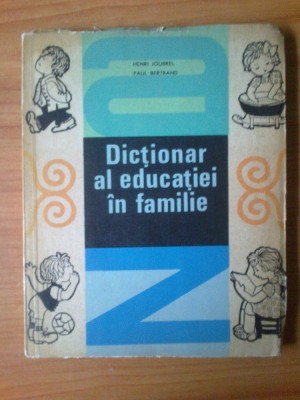 HENRI JOUBREL
PAUL BERTRAND
a
Dicționar
al educației
în familie
z